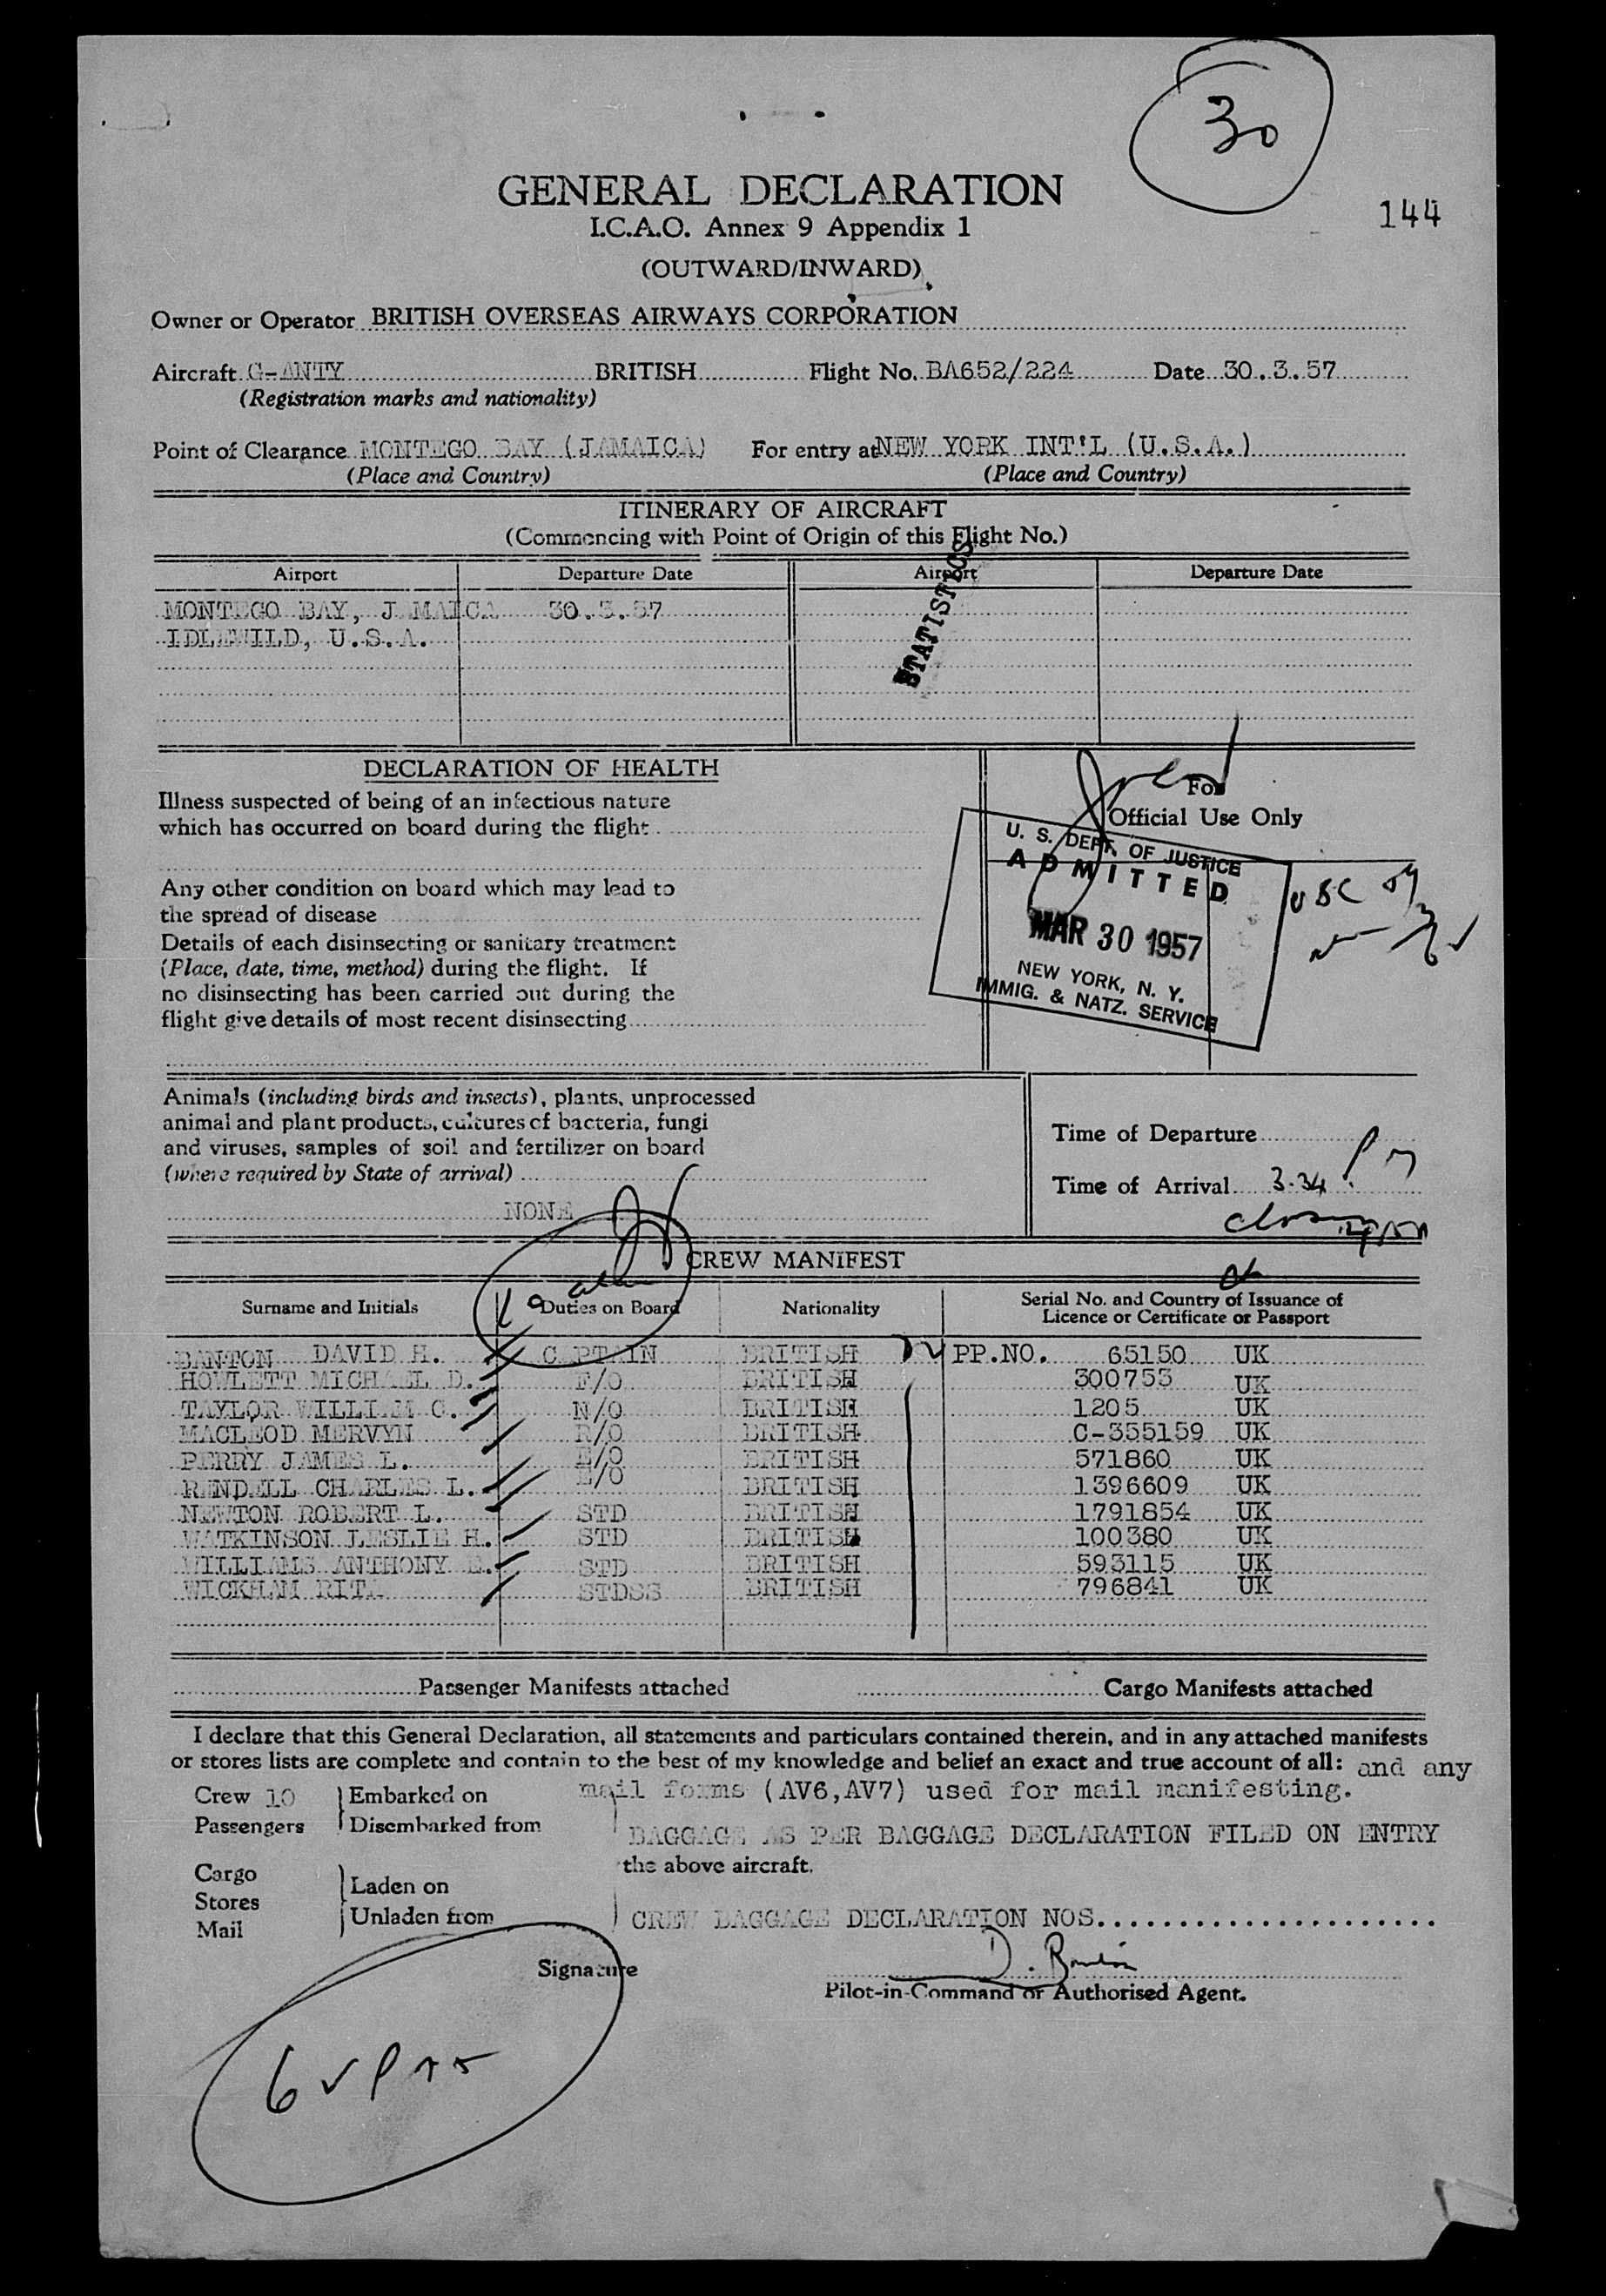 30
GENERAL DECLARATION
144
I.C.A.O. Annex 9 Appendix 1
(OUTWARD/INWARD)
Owner or Operator BRITISH OVERSEAS AIRWAYS CORPORATION
Aircraft G-ANTY BRITISH Flight No. BA652/224 Date 30.3.57
(Registration marks and nationality)
Point of Clearance MONTEGO BAY (JAMAICA) For entry at NEW YORK INT'L (U.S.A.)
(Place and Country) (Place and Country)
ITINERARY OF AIRCRAFT
(Commencing with Point of Origin of this Flight No.)
Airport Departure Date Airport Departure Date
STATISTICS
MONTEGO BAY, JAMAICA 30.3.57
IDLEWILD, U.S.A.
DECLARATION OF HEALTH
For
Official Use Only
Illness suspected of being of an infectious nature
which has occurred on board during the flight
U. S. DEPT. OF JUSTICE
ADMITTED
MAR 30 1957
NEW YORK, N. Y.
IMMIG. & NATZ. SERVICE
USC
Any other condition on board which may lead to
the spread of disease
Details of each disinsecting or sanitary treatment
(Place, date, time, method) during the flight. If
no disinsecting has been carried out during the
flight give details of most recent disinsecting
Animals (including birds and insects), plants, unprocessed
animal and plant products, cultures of bacteria, fungi
and viruses, samples of soil and fertilizer on board
(where required by State of arrival)
NONE
Time of Departure
Time of Arrival 3.34 PM
CREW MANIFEST
Surname and Initials Duties on Board Nationality Serial No. and Country of Issuance of
Licence or Certificate or Passport
BANTON DAVID H. CAPTAIN BRITISH PP.NO. 65150 UK
HOWLETT MICHAEL D. F/O BRITISH 300753 UK
TAYLOR WILLIAM C. N/O BRITISH 1205 UK
MACLEOD MERVYN R/O BRITISH C-355159 UK
PERRY JAMES L. E/O BRITISH 571860 UK
RENDELL CHARLES L. E/O BRITISH 1396609 UK
NEWTON ROBERT L. STD BRITISH 1791854 UK
WATKINSON LESLIE H. STD BRITISH 100380 UK
WILLIAMS ANTHONY E. STD BRITISH 593115 UK
WICKHAM RITA STDSS BRITISH 796841 UK
Passenger Manifests attached Cargo Manifests attached
I declare that this General Declaration, all statements and particulars contained therein, and in any attached manifests
or stores lists are complete and contain to the best of my knowledge and belief an exact and true account of all: and any
Crew 10 Embarked on mail forms (AV6,AV7) used for mail manifesting.
Passengers Disembarked from BAGGAGE AS PER BAGGAGE DECLARATION FILED ON ENTRY
the above aircraft.
Cargo
Stores Laden on
Mail Unladen from CREW BAGGAGE DECLARATION NOS.....................
Signature D. Banton
Pilot-in-Command or Authorised Agent.